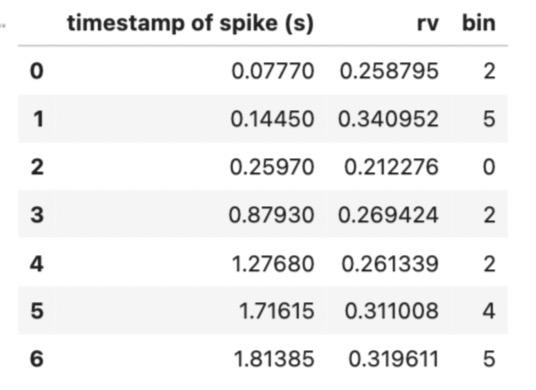 timestamp of spike (s) rv bin
0 0.07770 0.258795 2
1 0.14450 0.340952 5
2 0.25970 0.212276 0
3 0.87930 0.269424 2
4 1.27680 0.261339 2
5 1.71615 0.311008 4
6 1.81385 0.319611 5